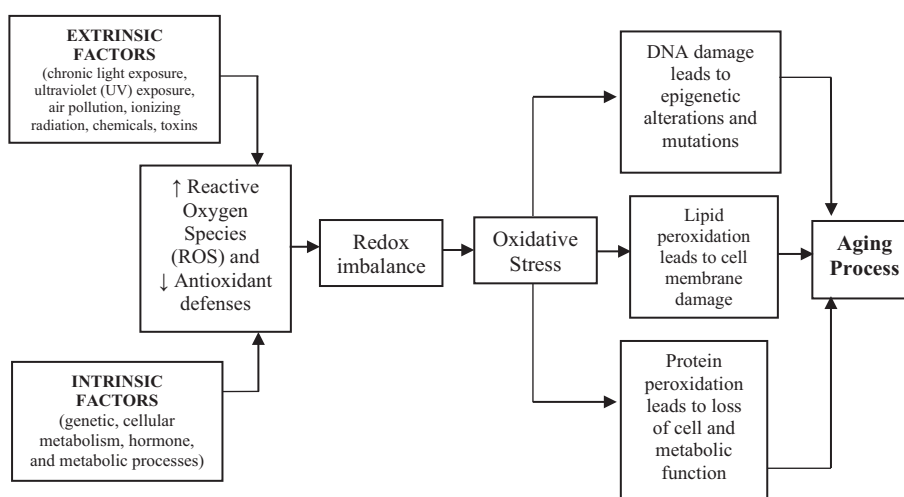 EXTRINSIC
FACTORS
(chronic light exposure,
ultraviolet (UV) exposure,
air pollution, ionizing
radiation, chemicals, toxins
INTRINSIC
FACTORS
(genetic, cellular
metabolism, hormone,
and metabolic processes)
↑ Reactive
Oxygen
Species
(ROS) and
↓ Antioxidant
defenses
Redox
imbalance
Oxidative
Stress
DNA damage
leads to
epigenetic
alterations and
mutations
Lipid
peroxidation
leads to cell
membrane
damage
Protein
peroxidation
leads to loss
of cell and
metabolic
function
Aging
Process